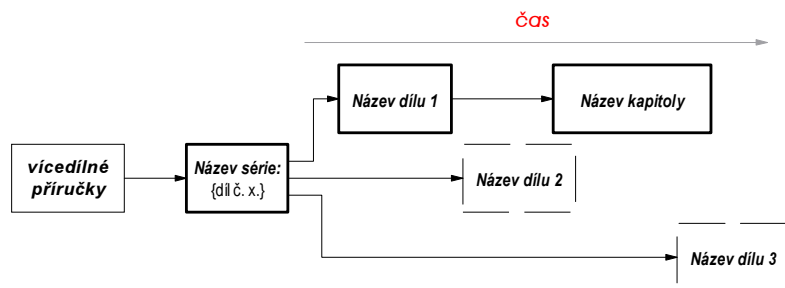 čas
Název dílu 1
Název kapitoly
vícedílné
příručky
Název série:
{díl č. x.}
Název dílu 2
Název dílu 3